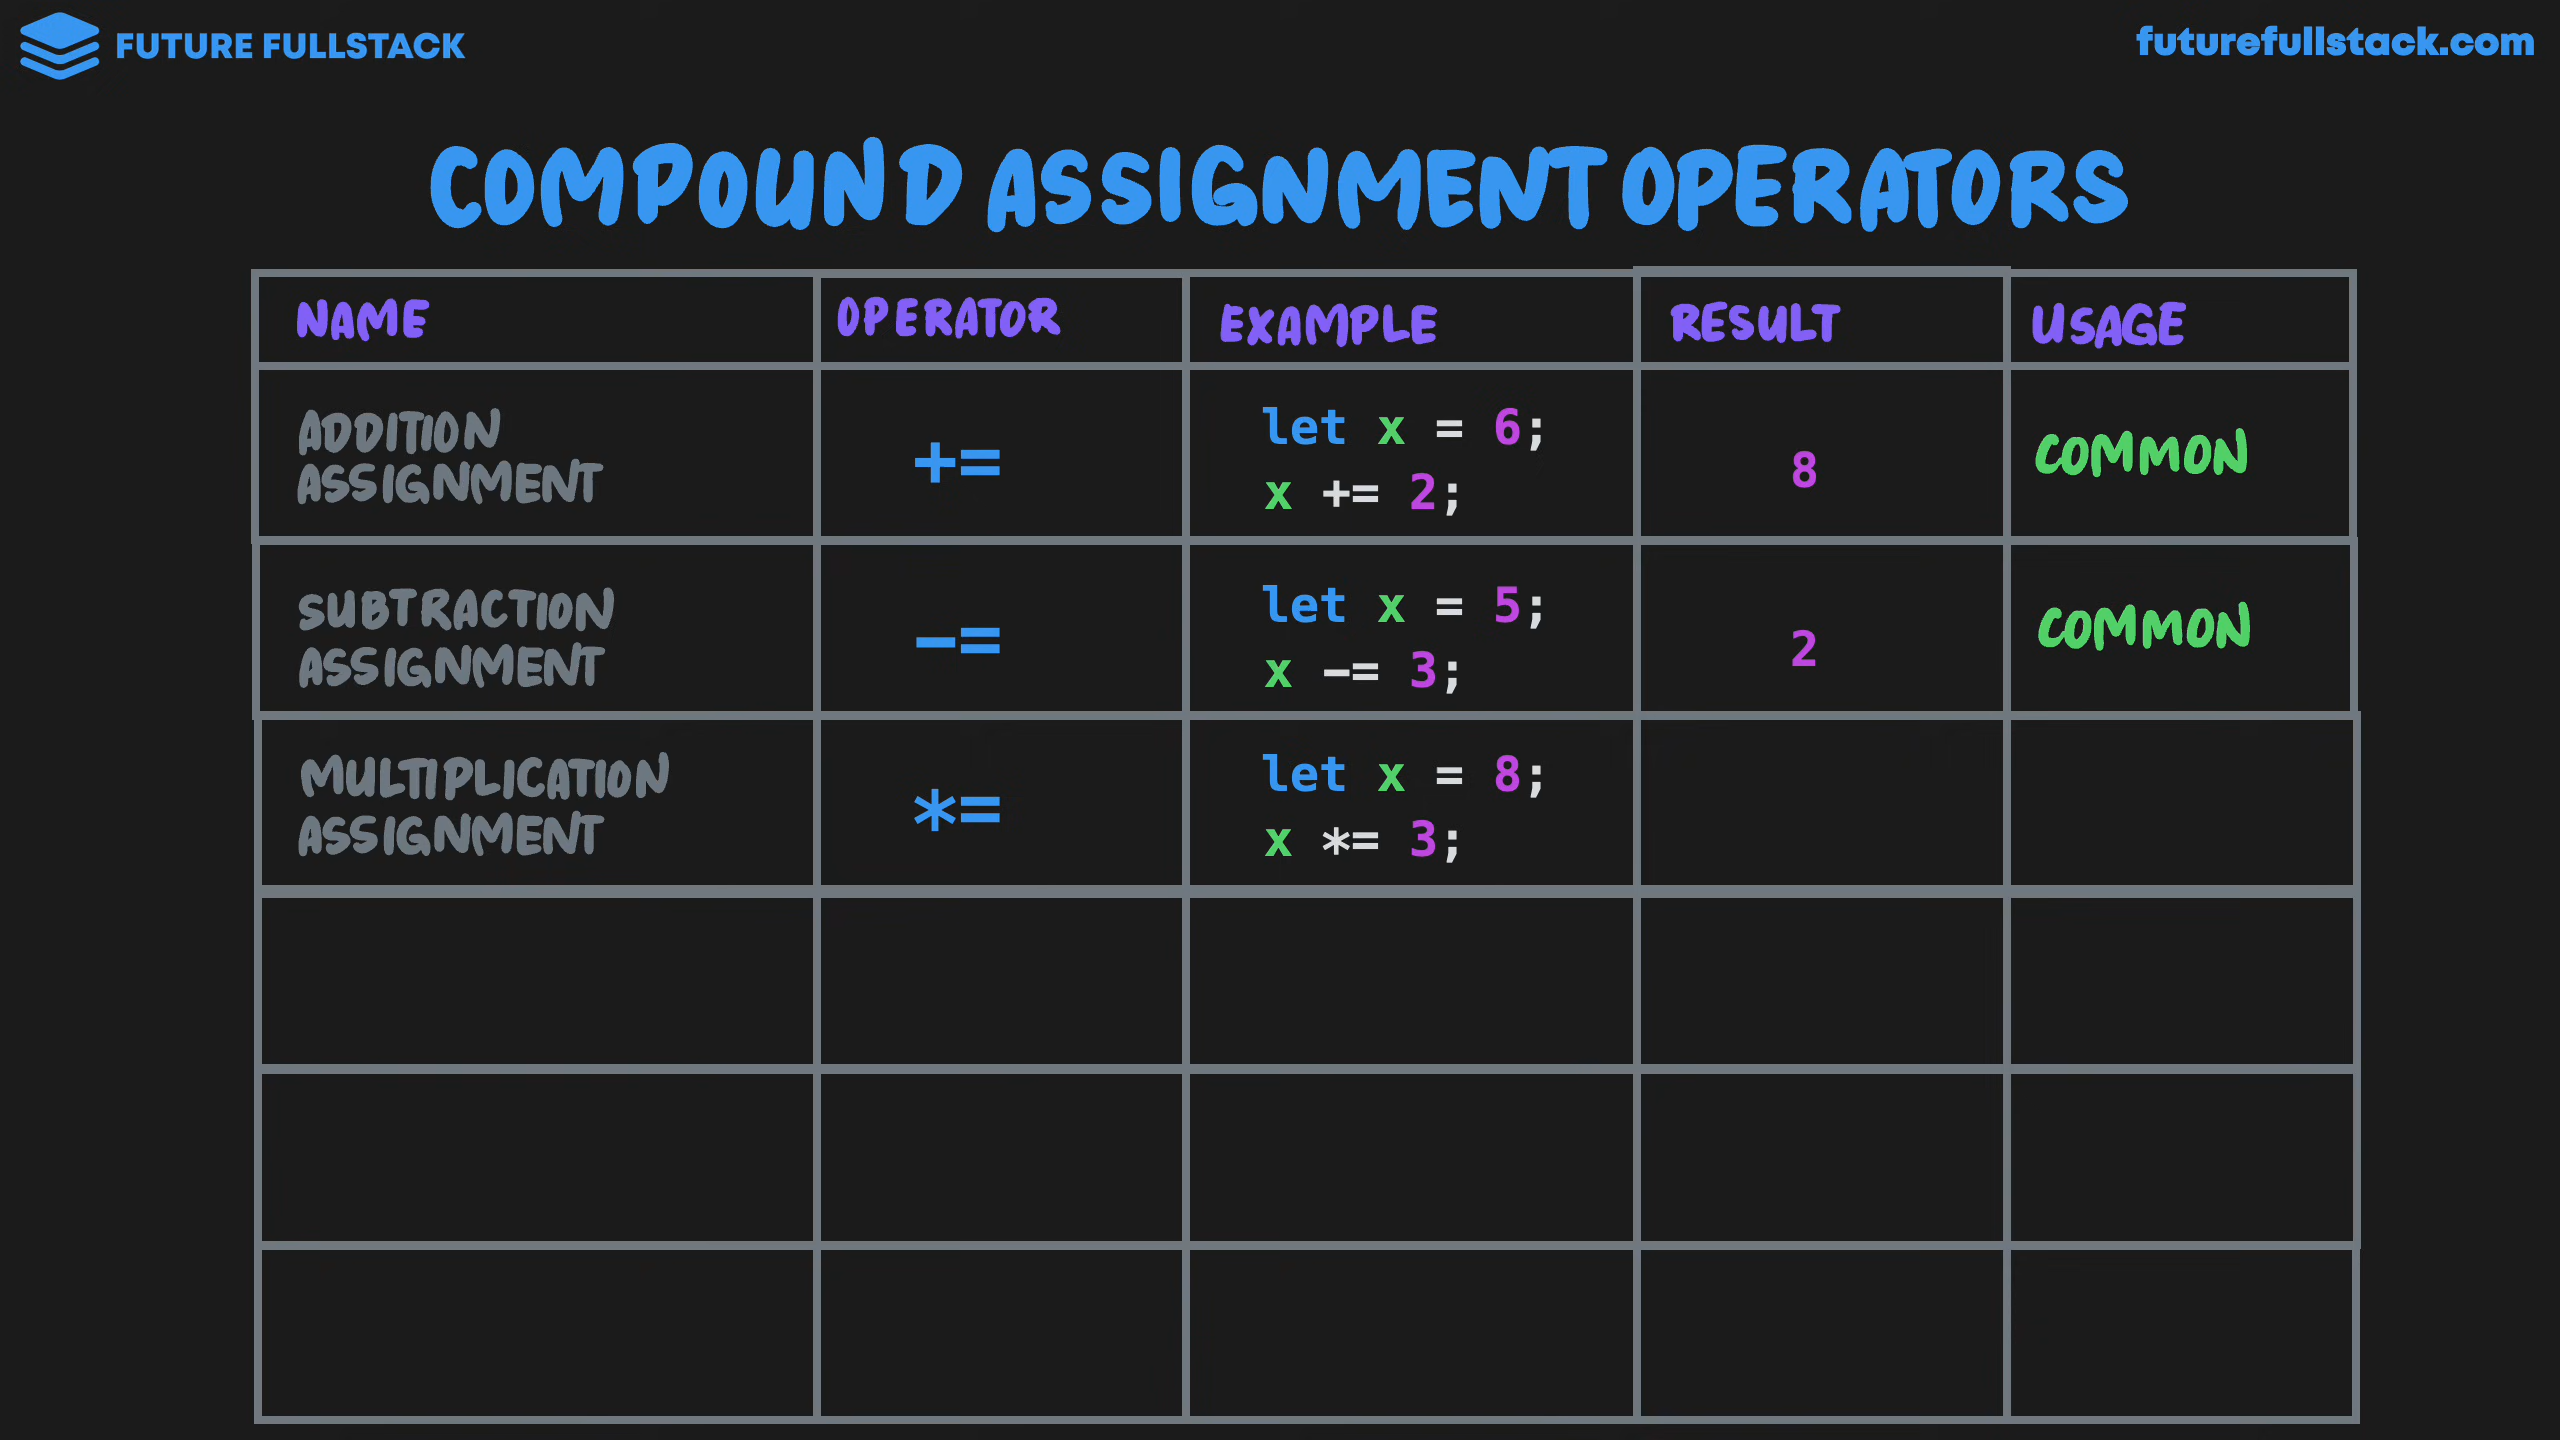 FUTURE FULLSTACK
futurefullstack.com
COMPOUND ASSIGNMENT OPERATORS
NAME OPERATOR EXAMPLE RESULT USAGE
ADDITION
ASSIGNMENT
+=
let x = 6;
x += 2;
8
COMMON
SUBTRACTION
ASSIGNMENT
-=
let x = 5;
x -= 3;
2
COMMON
MULTIPLICATION
ASSIGNMENT
*=
let x = 8;
x *= 3;